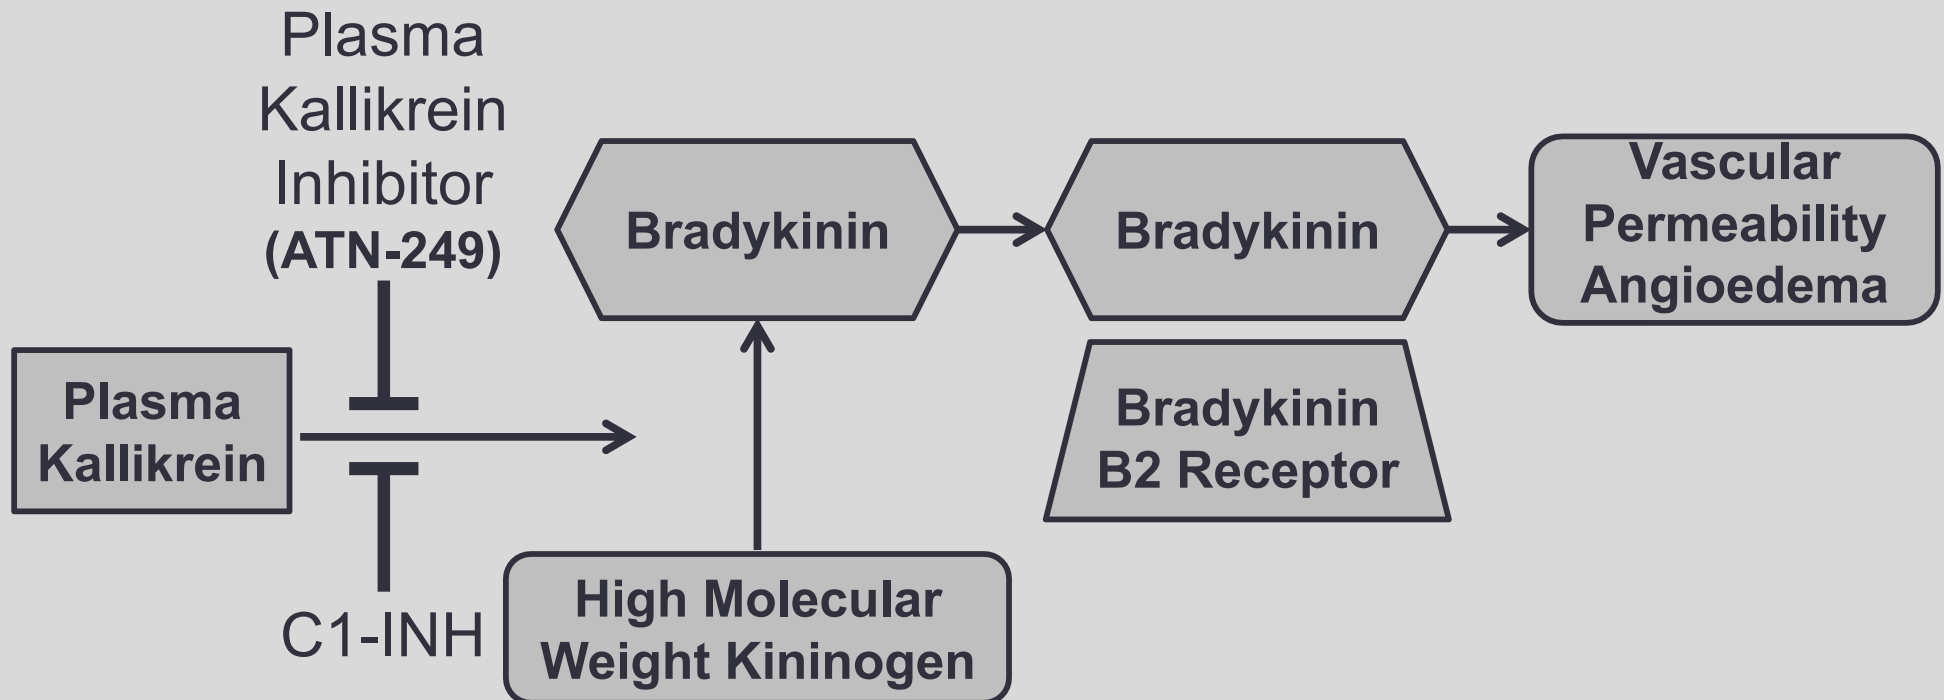 Plasma
Kallikrein
Inhibitor
(ATN-249)
Bradykinin
Bradykinin
Vascular
Permeability
Angioedema
Plasma
Kallikrein
Bradykinin
B2 Receptor
C1-INH
High Molecular
Weight Kininogen